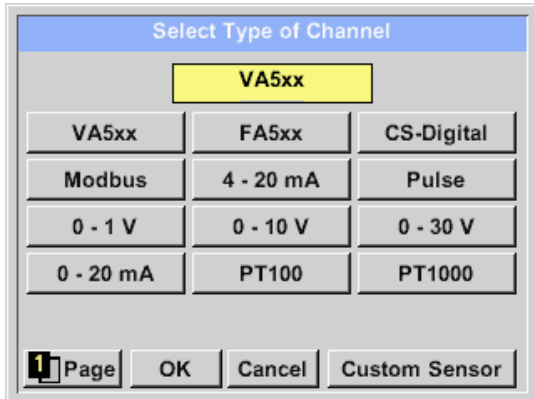 Select Type of Channel
VA5xx
VA5xx FA5xx CS-Digital
Modbus 4 - 20 mA Pulse
0 - 1 V 0 - 10 V 0 - 30 V
0 - 20 mA PT100 PT1000
1 Page OK Cancel Custom Sensor